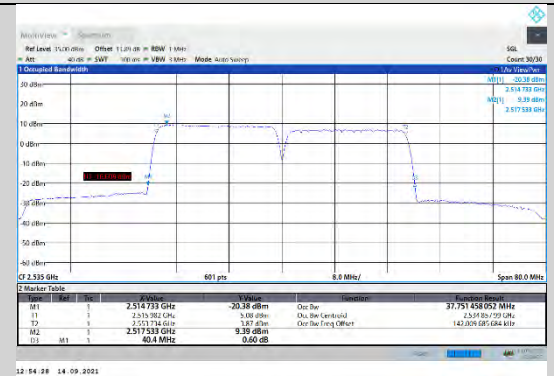 MultiView Spectrum
Ref Level 35.00 dBm Offset RBW 1 MHz SGL
Att 40 dB SWT VBW 3 MHz Mode Auto Sweep Count 30/30
1 Occupied Bandwidth
M1[1] -20.38 dBm
30 dBm 2.514 733 GHz
M2[1] 9.39 dBm
20 dBm 2.517 533 GHz
10 dBm M2
0 dBm
-10 dBm
-20 dBm
-30 dBm
-40 dBm
-50 dBm
-60 dBm
CF 2.535 GHz 601 pts 8.0 MHz/ Span 80.0 MHz
2 Marker Table
Type Ref Trc X-Value Y-Value Function Function Result
M1 1 2.514 733 GHz -20.38 dBm Occ Bw 37.751 458 052 MHz
T1 1 2.515 982 GHz 5.08 dBm Occ Bw Centroid
T2 1 2.553 734 GHz 3.87 dBm Occ Bw Freq Offset 142.009 685 684 kHz
M2 1 2.517 533 GHz 9.39 dBm
D3 M1 1 40.4 MHz 0.60 dB
12:54:28 14.09.2021